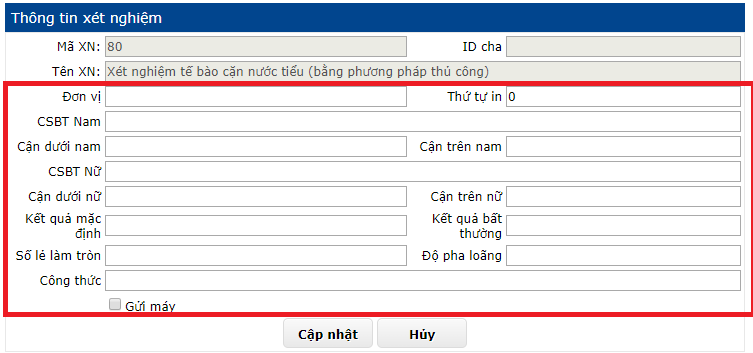 Thông tin xét nghiệm
Mã XN: 80 ID cha
Tên XN: Xét nghiệm tế bào cặn nước tiểu (bằng phương pháp thủ công)
Đơn vị Thứ tự in 0
CSBT Nam
Cận dưới nam Cận trên nam
CSBT Nữ
Cận dưới nữ Cận trên nữ
Kết quả mặc định Kết quả bất thường
Số lẻ làm tròn Độ pha loãng
Công thức
Gửi máy
Cập nhật Hủy